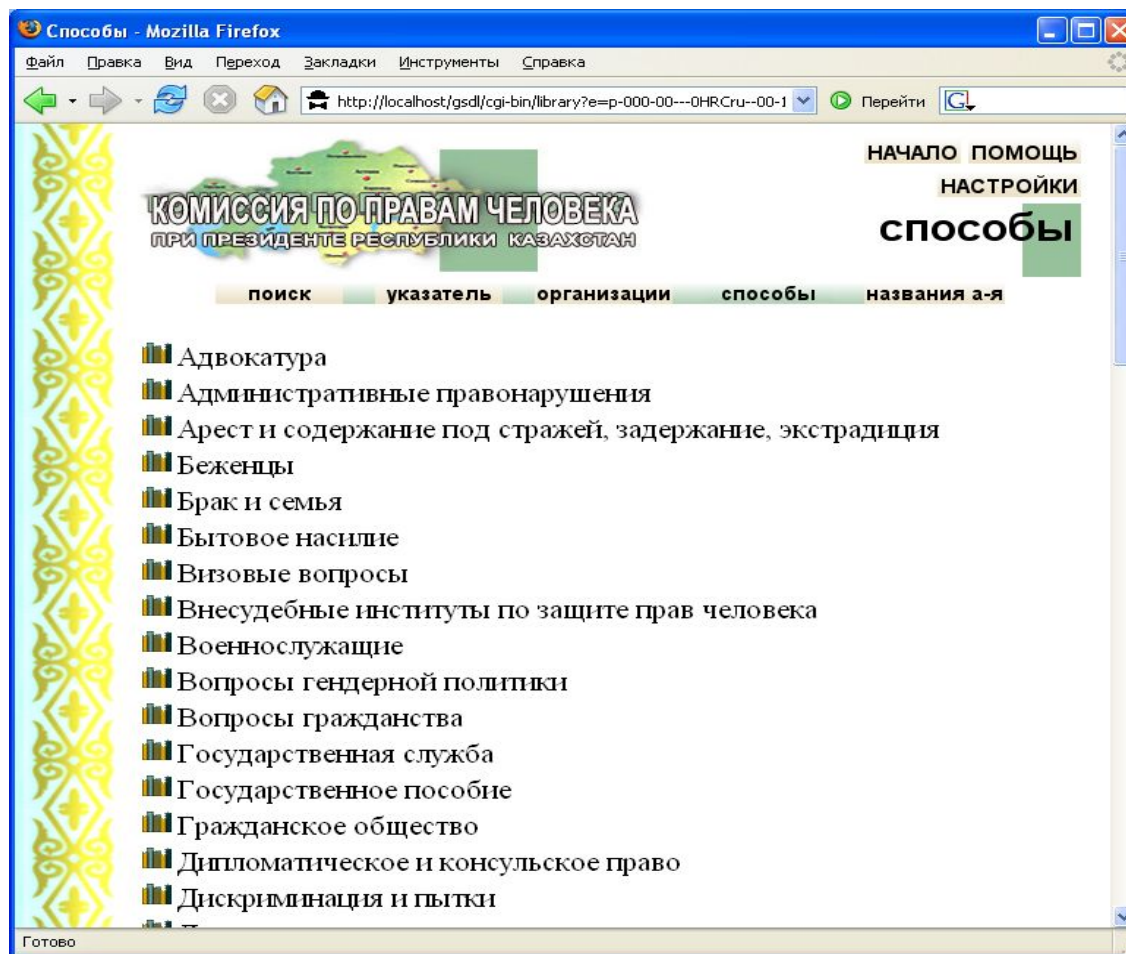 Способы - Mozilla Firefox
Файл Правка Вид Переход Закладки Инструменты Справка
http://localhost/gsdl/cgi-bin/library?e=p-000-00---0HRCru--00-1 Перейти G
НАЧАЛО ПОМОЩЬ
НАСТРОЙКИ
КОМИССИЯ ПО ПРАВАМ ЧЕЛОВЕКА
ПРИ ПРЕЗИДЕНТЕ РЕСПУБЛИКИ КАЗАХСТАН
способы
поиск указатель организации способы названия а-я
Адвокатура
Административные правонарушения
Арест и содержание под стражей, задержание, экстрадиция
Беженцы
Брак и семья
Бытовое насилие
Визовые вопросы
Внесудебные институты по защите прав человека
Военнослужащие
Вопросы гендерной политики
Вопросы гражданства
Государственная служба
Государственное пособие
Гражданское общество
Дипломатическое и консульское право
Дискриминация и пытки
Готово